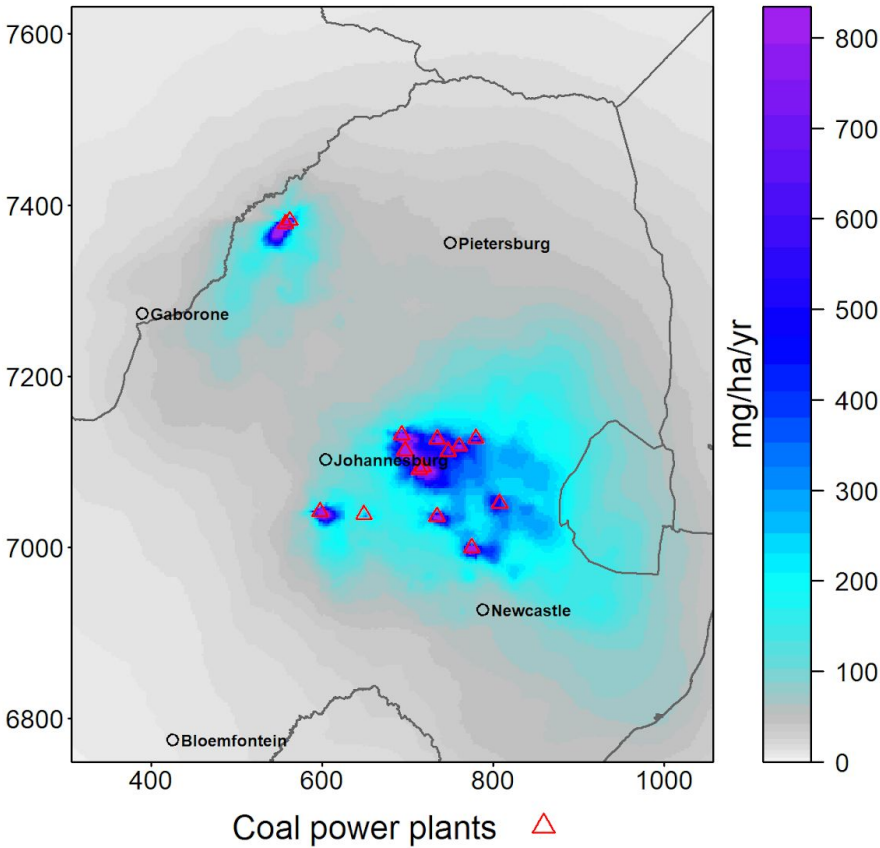 7600
7400
7200
7000
6800
400 600 800 1000
Pietersburg
Gaborone
Johannesburg
Newcastle
Bloemfontein
800
700
600
500
400
300
200
100
0
mg/ha/yr
Coal power plants